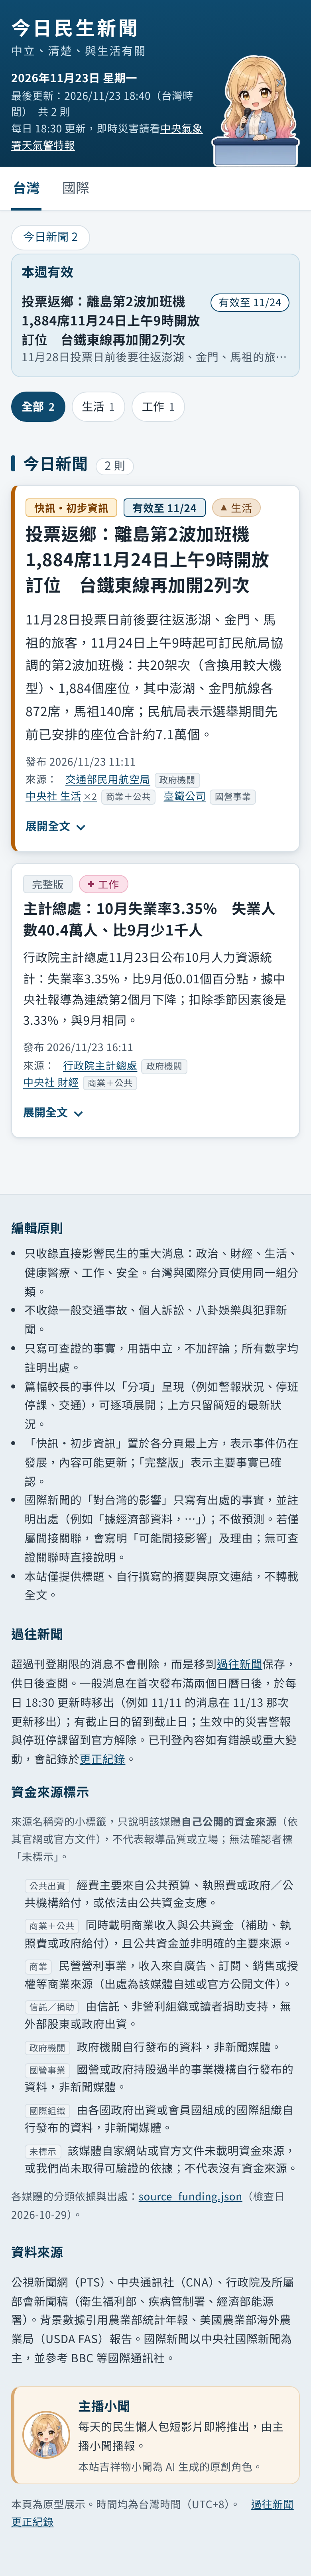 今日民生新聞
中立、清楚、與生活有關
2026年11月23日 星期一
最後更新：2026/11/23 18:40（台灣時
間） 共 2 則
每日 18:30 更新，即時災害請看中央氣象
署天氣警特報
台灣 國際
今日新聞 2
本週有效
投票返鄉：離島第2波加班機 有效至 11/24
1,884席11月24日上午9時開放
訂位　台鐵東線再加開2列次
11月28日投票日前後要往返澎湖、金門、馬祖的旅…
全部 2 生活 1 工作 1
今日新聞 2 則
快訊・初步資訊 有效至 11/24 ▲ 生活
投票返鄉：離島第2波加班機
1,884席11月24日上午9時開放
訂位　台鐵東線再加開2列次
11月28日投票日前後要往返澎湖、金門、馬
祖的旅客，11月24日上午9時起可訂民航局協
調的第2波加班機：共20架次（含換用較大機
型）、1,884個座位，其中澎湖、金門航線各
872席，馬祖140席；民航局表示選舉期間先
前已安排的座位合計約7.1萬個。
發布 2026/11/23 11:11
來源： 交通部民用航空局 政府機關
中央社 生活 ×2 商業＋公共 臺鐵公司 國營事業
展開全文
完整版 ✚ 工作
主計總處：10月失業率3.35%　失業人
數40.4萬人、比9月少1千人
行政院主計總處11月23日公布10月人力資源統
計：失業率3.35%，比9月低0.01個百分點，據中
央社報導為連續第2個月下降；扣除季節因素後是
3.33%，與9月相同。
發布 2026/11/23 16:11
來源： 行政院主計總處 政府機關
中央社 財經 商業＋公共
展開全文
編輯原則
• 只收錄直接影響民生的重大消息：政治、財經、生活、
健康醫療、工作、安全。台灣與國際分頁使用同一組分
類。
• 不收錄一般交通事故、個人訴訟、八卦娛樂與犯罪新
聞。
• 只寫可查證的事實，用語中立，不加評論；所有數字均
註明出處。
• 篇幅較長的事件以「分項」呈現（例如警報狀況、停班
停課、交通），可逐項展開；上方只留簡短的最新狀
況。
• 「快訊・初步資訊」置於各分頁最上方，表示事件仍在
發展，內容可能更新；「完整版」表示主要事實已確
認。
• 國際新聞的「對台灣的影響」只寫有出處的事實，並註
明出處（例如「據經濟部資料，…」）；不做預測。若僅
屬間接關聯，會寫明「可能間接影響」及理由；無可查
證關聯時直接說明。
• 本站僅提供標題、自行撰寫的摘要與原文連結，不轉載
全文。
過往新聞
超過刊登期限的消息不會刪除，而是移到過往新聞保存，
供日後查閱。一般消息在首次發布滿兩個日曆日後，於每
日 18:30 更新時移出（例如 11/11 的消息在 11/13 那次
更新移出）；有截止日的留到截止日；生效中的災害警報
與停班停課留到官方解除。已刊登內容如有錯誤或重大變
動，會記錄於更正紀錄。
資金來源標示
來源名稱旁的小標籤，只說明該媒體自己公開的資金來源（依
其官網或官方文件），不代表報導品質或立場；無法確認者標
「未標示」。
公共出資 經費主要來自公共預算、執照費或政府／公
共機構給付，或依法由公共資金支應。
商業＋公共 同時載明商業收入與公共資金（補助、執
照費或政府給付），且公共資金並非明確的主要來源。
商業 民營營利事業，收入來自廣告、訂閱、銷售或授
權等商業來源（出處為該媒體自述或官方公開文件）。
信託／捐助 由信託、非營利組織或讀者捐助支持，無
外部股東或政府出資。
政府機關 政府機關自行發布的資料，非新聞媒體。
國營事業 國營或政府持股過半的事業機構自行發布的
資料，非新聞媒體。
國際組織 由各國政府出資或會員國組成的國際組織自
行發布的資料，非新聞媒體。
未標示 該媒體自家網站或官方文件未載明資金來源，
或我們尚未取得可驗證的依據；不代表沒有資金來源。
各媒體的分類依據與出處：source_funding.json（檢查日
2026-10-29）。
資料來源
公視新聞網（PTS）、中央通訊社（CNA）、行政院及所屬
部會新聞稿（衛生福利部、疾病管制署、經濟部能源
署）。背景數據引用農業部統計年報、美國農業部海外農
業局（USDA FAS）報告。國際新聞以中央社國際新聞為
主，並參考 BBC 等國際通訊社。
主播小聞
每天的民生懶人包短影片即將推出，由主
播小聞播報。
本站吉祥物小聞為 AI 生成的原創角色。
本頁為原型展示。時間均為台灣時間（UTC+8）。 過往新聞
更正紀錄